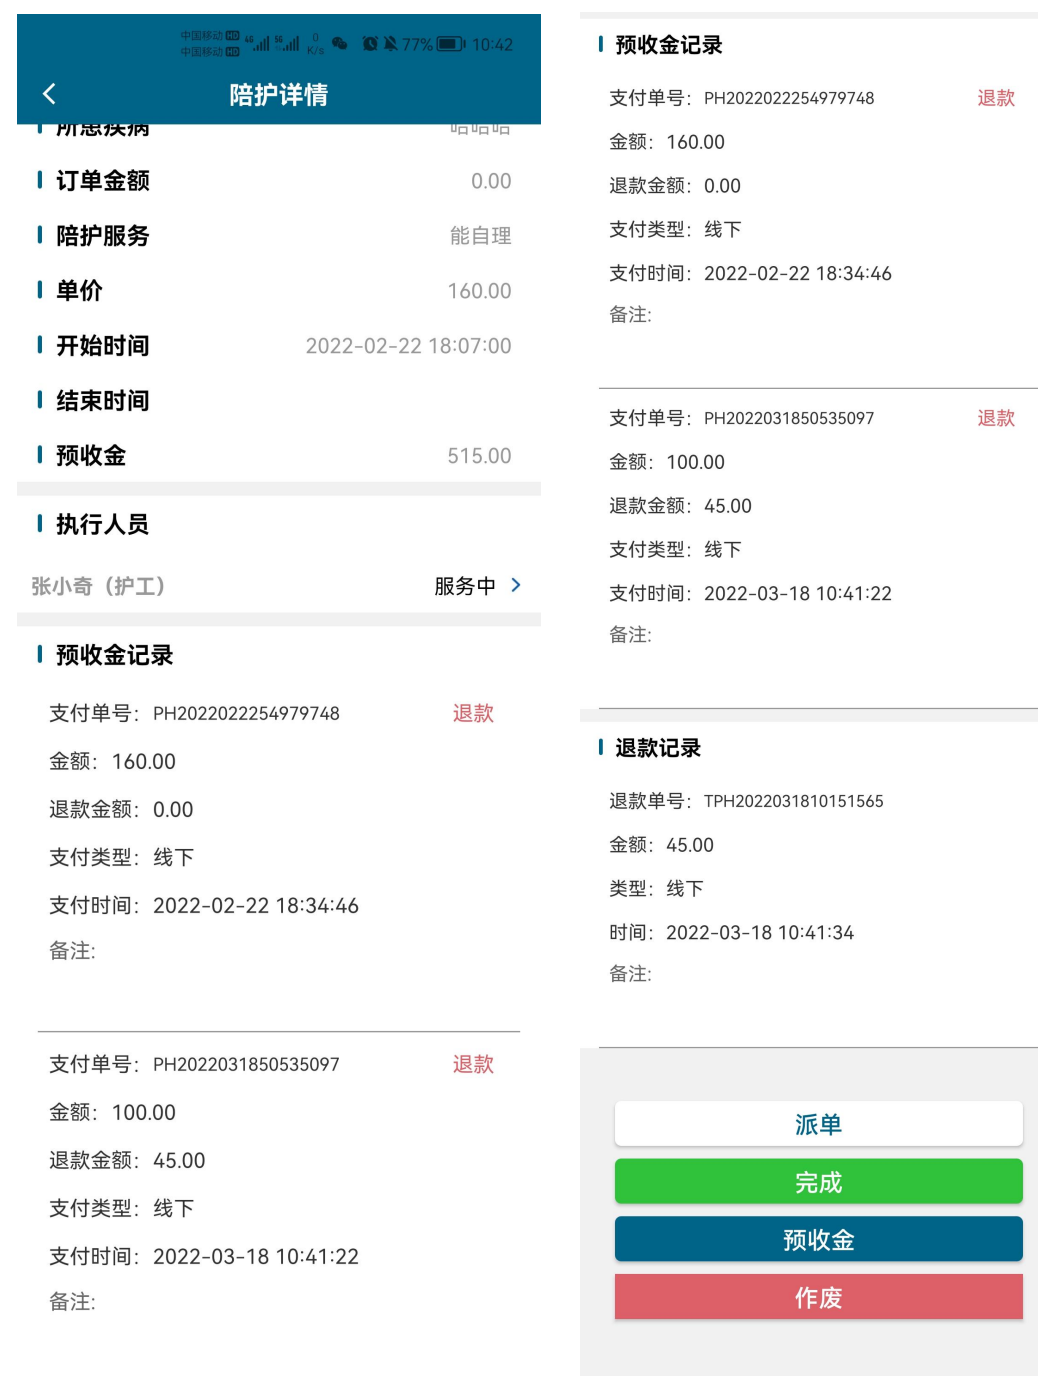 中国移动 HD 4G 5G 0 77% 10:42
中国移动 HD K/s
陪护详情
所患疾病 哈哈哈
订单金额 0.00
陪护服务 能自理
单价 160.00
开始时间 2022-02-22 18:07:00
结束时间
预收金 515.00
执行人员
张小奇（护工） 服务中
预收金记录
支付单号：PH2022022254979748 退款
金额：160.00
退款金额：0.00
支付类型：线下
支付时间：2022-02-22 18:34:46
备注:
支付单号：PH2022031850535097 退款
金额：100.00
退款金额：45.00
支付类型：线下
支付时间：2022-03-18 10:41:22
备注:
预收金记录
支付单号：PH2022022254979748 退款
金额：160.00
退款金额：0.00
支付类型：线下
支付时间：2022-02-22 18:34:46
备注:
支付单号：PH2022031850535097 退款
金额：100.00
退款金额：45.00
支付类型：线下
支付时间：2022-03-18 10:41:22
备注:
退款记录
退款单号：TPH2022031810151565
金额：45.00
类型：线下
时间：2022-03-18 10:41:34
备注:
派单
完成
预收金
作废